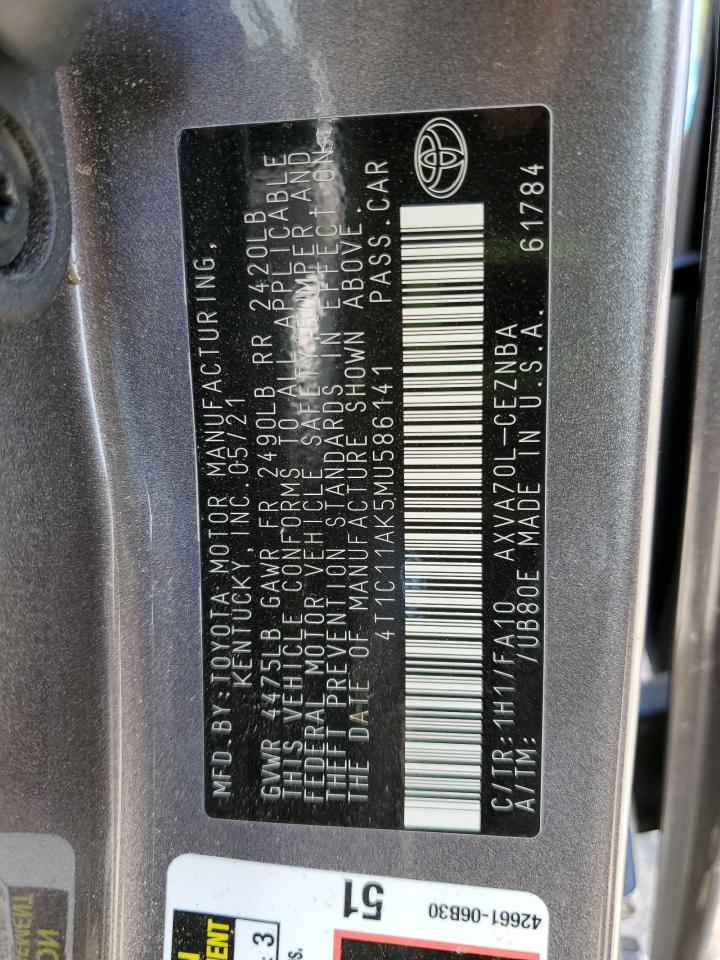 MFD. BY: TOYOTA MOTOR MANUFACTURING,
KENTUCKY, INC. 05/21
GVWR 4475LB GAWR FR 2490LB RR 2420LB
THIS VEHICLE CONFORMS TO ALL APPLICABLE
FEDERAL MOTOR VEHICLE SAFETY, BUMPER, AND
THEFT PREVENTION STANDARDS IN EFFECT ON
THE DATE OF MANUFACTURE SHOWN ABOVE.
4T1C11AK5MU586141 PASS. CAR
C/TR: 1H1/FA10 AXVA70L-CEZNBA 61784
A/TM: /UB80E MADE IN U.S.A.
51
42661-06B30
3